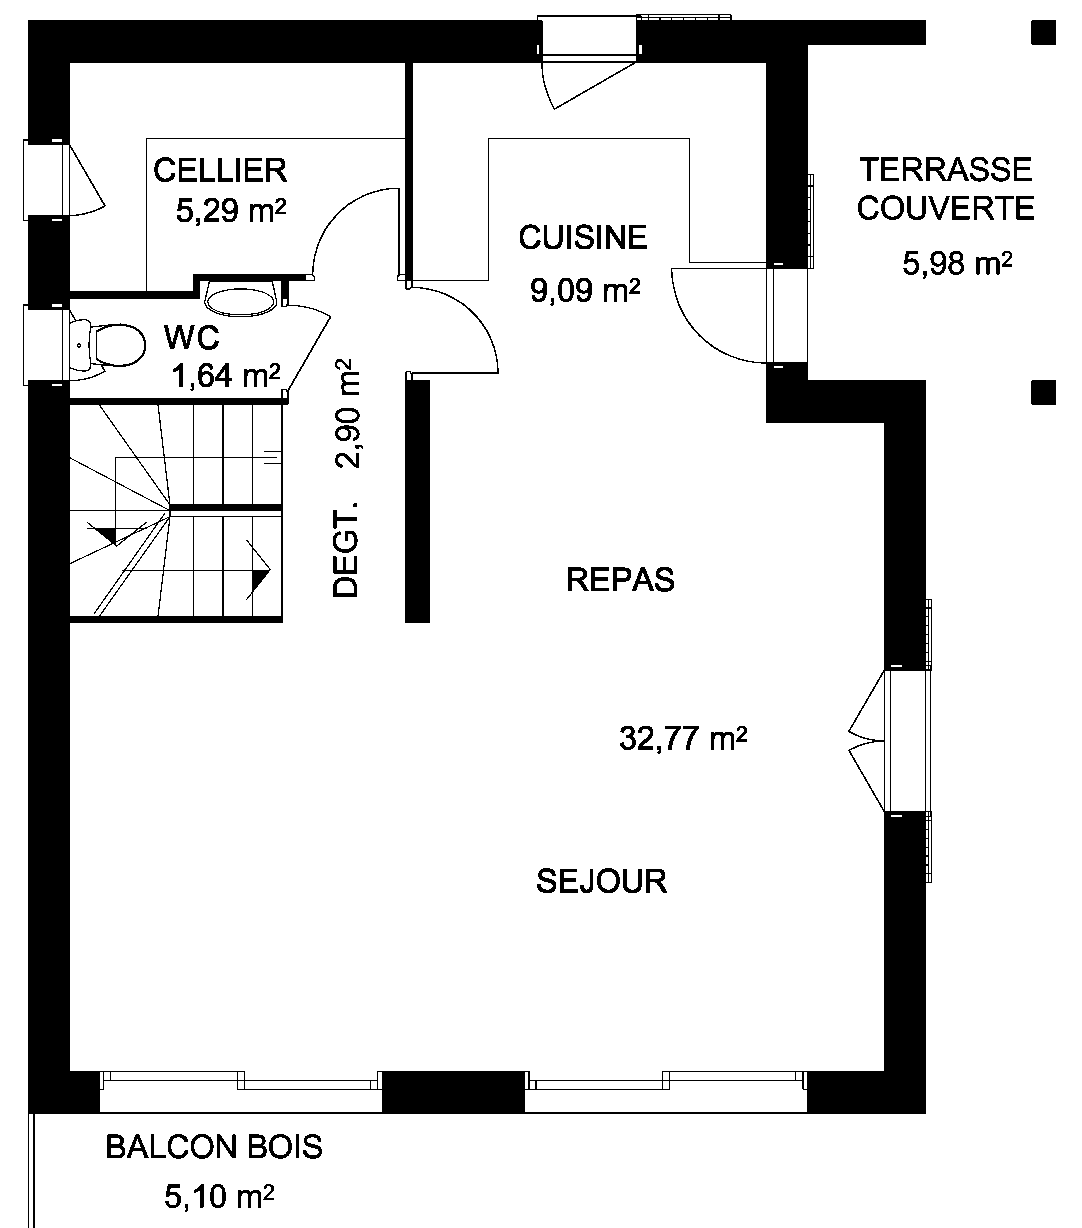 CELLIER
5,29 m²
TERRASSE
COUVERTE
5,98 m²
CUISINE
9,09 m²
WC
1,64 m²
DEGT. 2,90 m²
REPAS
32,77 m²
SEJOUR
BALCON BOIS
5,10 m²